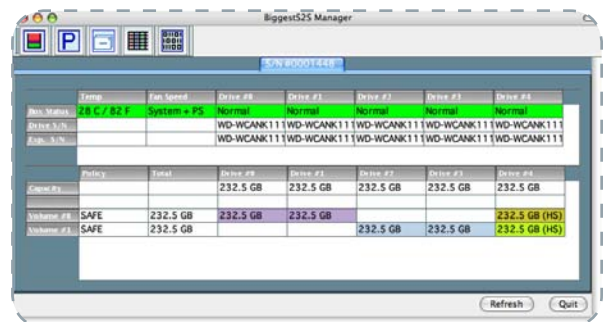 BiggestS2S Manager
P
S/N#0001448
Temp Fan Speed Drive #0 Drive #1 Drive #2 Drive #3 Drive #4
Box Status 28 C / 82 F System + PS Normal Normal Normal Normal Normal
Drive S/N WD-WCANK111 WD-WCANK111 WD-WCANK111 WD-WCANK111 WD-WCANK111
Exp. S/N WD-WCANK111 WD-WCANK111 WD-WCANK111 WD-WCANK111 WD-WCANK111
Policy Total Drive #0 Drive #1 Drive #2 Drive #3 Drive #4
Capacity 232.5 GB 232.5 GB 232.5 GB 232.5 GB 232.5 GB
Volume #0 SAFE 232.5 GB 232.5 GB 232.5 GB 232.5 GB (HS)
Volume #1 SAFE 232.5 GB 232.5 GB 232.5 GB 232.5 GB (HS)
Refresh Quit